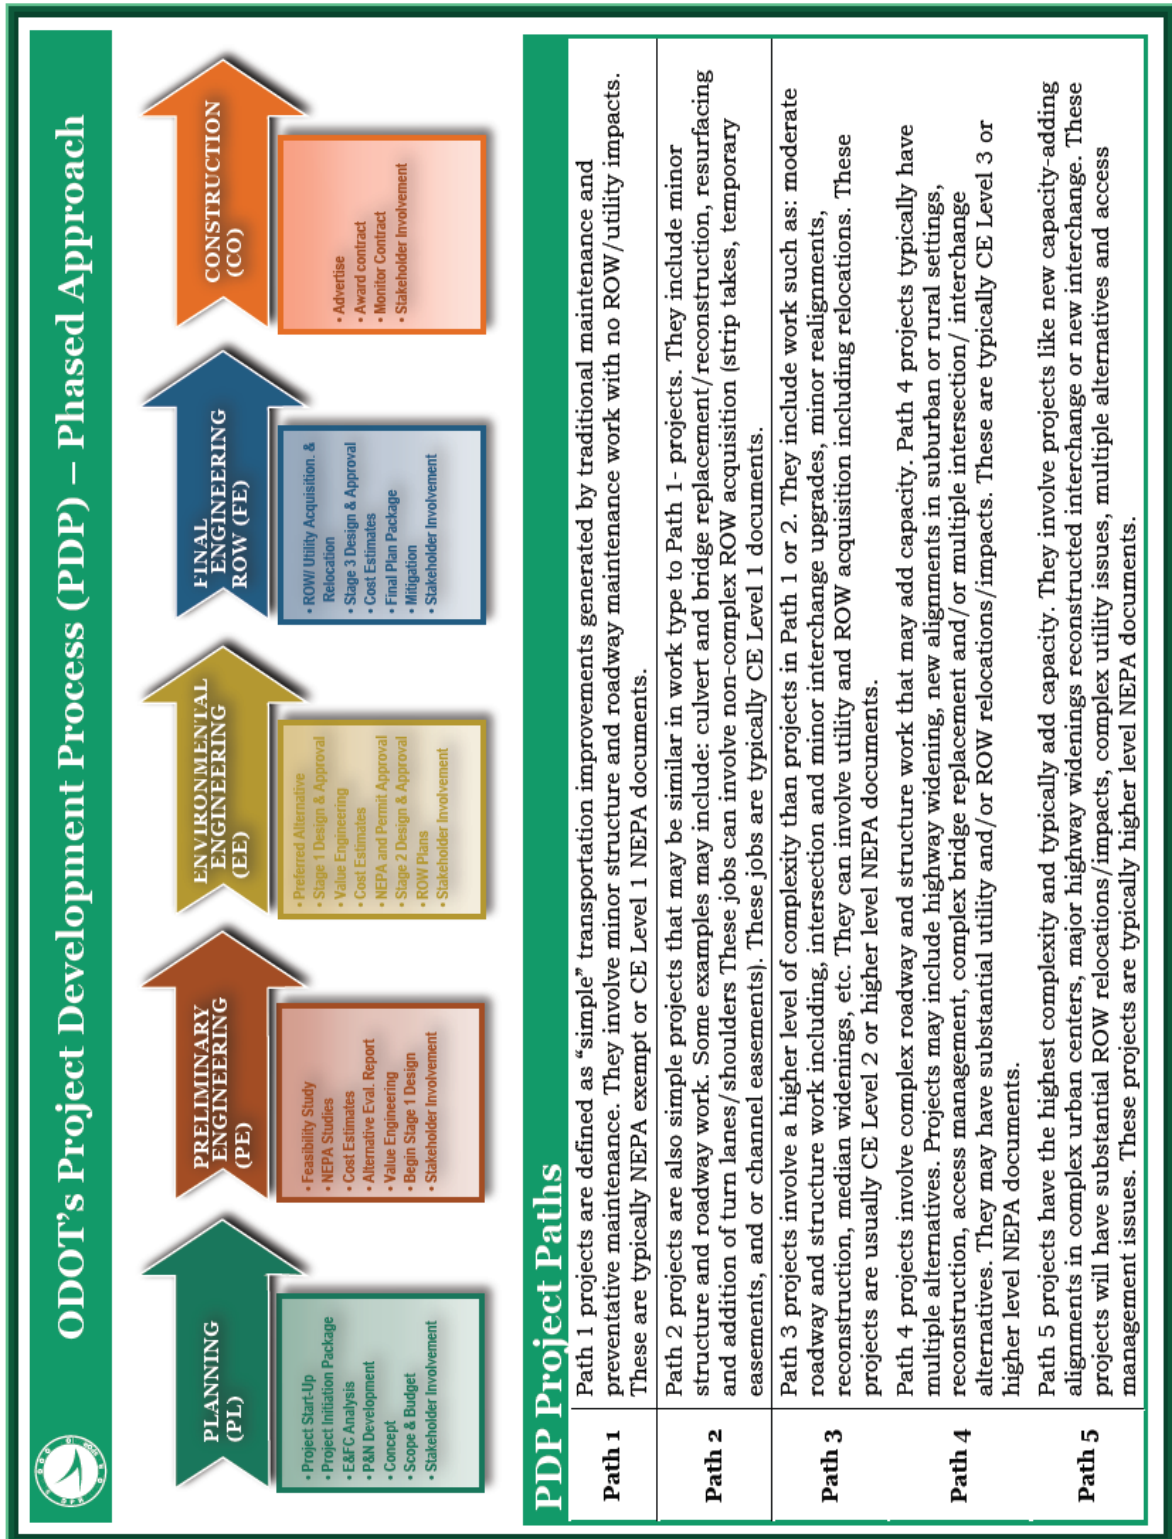 ODOT's Project Development Process (PDP) – Phased Approach
PLANNING
(PL)
• Project Start-Up
• Project Initiation Package
• E&FC Analysis
• P&N Development
• Concept
• Scope & Budget
• Stakeholder Involvement
PRELIMINARY
ENGINEERING
(PE)
• Feasibility Study
• NEPA Studies
• Cost Estimates
• Alternative Eval. Report
• Value Engineering
• Begin Stage 1 Design
• Stakeholder Involvement
ENVIRONMENTAL
ENGINEERING
(EE)
• Preferred Alternative
• Stage 1 Design & Approval
• Value Engineering
• Cost Estimates
• NEPA and Permit Approval
• Stage 2 Design & Approval
• ROW Plans
• Stakeholder Involvement
FINAL
ENGINEERING
ROW (FE)
• ROW/ Utility Acquisition. &
Relocation
• Stage 3 Design & Approval
• Cost Estimates
• Final Plan Package
• Mitigation
• Stakeholder Involvement
CONSTRUCTION
(CO)
• Advertise
• Award contract
• Monitor Contract
• Stakeholder Involvement
PDP Project Paths
Path 1
Path 1 projects are defined as “simple” transportation improvements generated by traditional maintenance and
preventative maintenance. They involve minor structure and roadway maintenance work with no ROW/utility impacts.
These are typically NEPA exempt or CE Level 1 NEPA documents.
Path 2
Path 2 projects are also simple projects that may be similar in work type to Path 1- projects. They include minor
structure and roadway work. Some examples may include: culvert and bridge replacement/reconstruction, resurfacing
and addition of turn lanes/shoulders These jobs can involve non-complex ROW acquisition (strip takes, temporary
easements, and or channel easements). These jobs are typically CE Level 1 documents.
Path 3
Path 3 projects involve a higher level of complexity than projects in Path 1 or 2. They include work such as: moderate
roadway and structure work including, intersection and minor interchange upgrades, minor realignments,
reconstruction, median widenings, etc. They can involve utility and ROW acquisition including relocations. These
projects are usually CE Level 2 or higher level NEPA documents.
Path 4
Path 4 projects involve complex roadway and structure work that may add capacity. Path 4 projects typically have
multiple alternatives. Projects may include highway widening, new alignments in suburban or rural settings,
reconstruction, access management, complex bridge replacement and/or multiple intersection/ interchange
alternatives. They may have substantial utility and/or ROW relocations/impacts. These are typically CE Level 3 or
higher level NEPA documents.
Path 5
Path 5 projects have the highest complexity and typically add capacity. They involve projects like new capacity-adding
alignments in complex urban centers, major highway widenings reconstructed interchange or new interchange. These
projects will have substantial ROW relocations/impacts, complex utility issues, multiple alternatives and access
management issues. These projects are typically higher level NEPA documents.